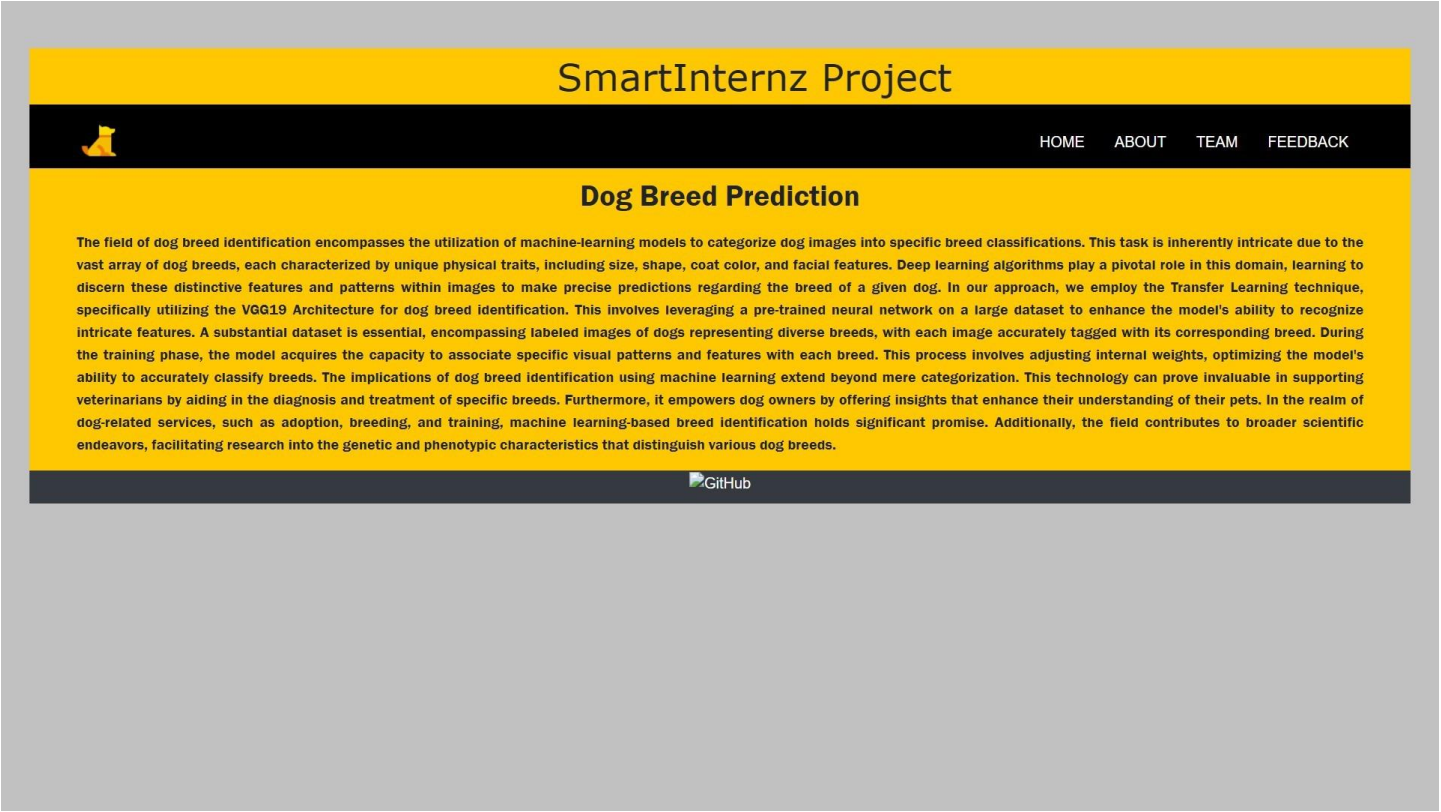 SmartInternz Project
HOME ABOUT TEAM FEEDBACK
Dog Breed Prediction
The field of dog breed identification encompasses the utilization of machine-learning models to categorize dog images into specific breed classifications. This task is inherently intricate due to the
vast array of dog breeds, each characterized by unique physical traits, including size, shape, coat color, and facial features. Deep learning algorithms play a pivotal role in this domain, learning to
discern these distinctive features and patterns within images to make precise predictions regarding the breed of a given dog. In our approach, we employ the Transfer Learning technique,
specifically utilizing the VGG19 Architecture for dog breed identification. This involves leveraging a pre-trained neural network on a large dataset to enhance the model's ability to recognize
intricate features. A substantial dataset is essential, encompassing labeled images of dogs representing diverse breeds, with each image accurately tagged with its corresponding breed. During
the training phase, the model acquires the capacity to associate specific visual patterns and features with each breed. This process involves adjusting internal weights, optimizing the model's
ability to accurately classify breeds. The implications of dog breed identification using machine learning extend beyond mere categorization. This technology can prove invaluable in supporting
veterinarians by aiding in the diagnosis and treatment of specific breeds. Furthermore, it empowers dog owners by offering insights that enhance their understanding of their pets. In the realm of
dog-related services, such as adoption, breeding, and training, machine learning-based breed identification holds significant promise. Additionally, the field contributes to broader scientific
endeavors, facilitating research into the genetic and phenotypic characteristics that distinguish various dog breeds.
GitHub